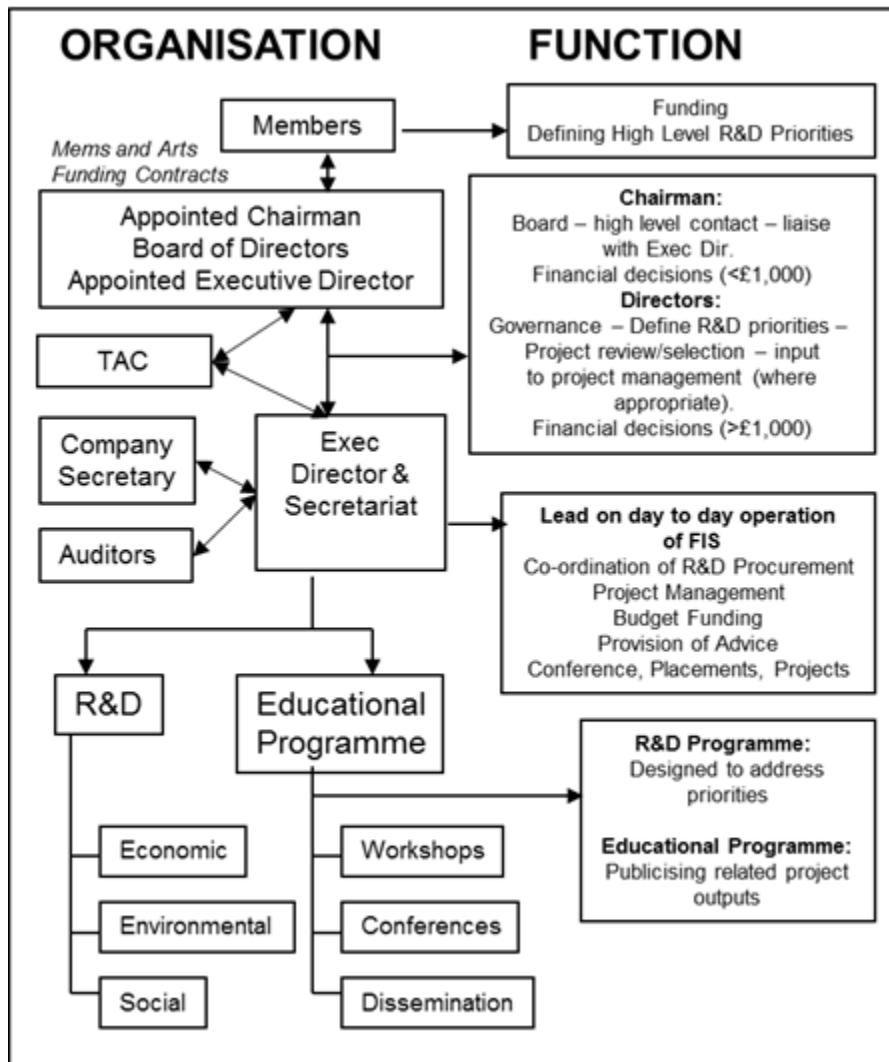 ORGANISATION
FUNCTION
Members
Funding
Defining High Level R&D Priorities
Mems and Arts
Funding Contracts
Appointed Chairman
Board of Directors
Appointed Executive Director
Chairman:
Board – high level contact – liaise
with Exec Dir.
Financial decisions (<£1,000)
Directors:
Governance – Define R&D priorities –
Project review/selection – input
to project management (where
appropriate).
Financial decisions (>£1,000)
TAC
Company
Secretary
Auditors
Exec
Director &
Secretariat
Lead on day to day operation
of FIS
Co-ordination of R&D Procurement
Project Management
Budget Funding
Provision of Advice
Conference, Placements, Projects
R&D
Educational
Programme
R&D Programme:
Designed to address
priorities
Educational Programme:
Publicising related project
outputs
Economic
Environmental
Social
Workshops
Conferences
Dissemination